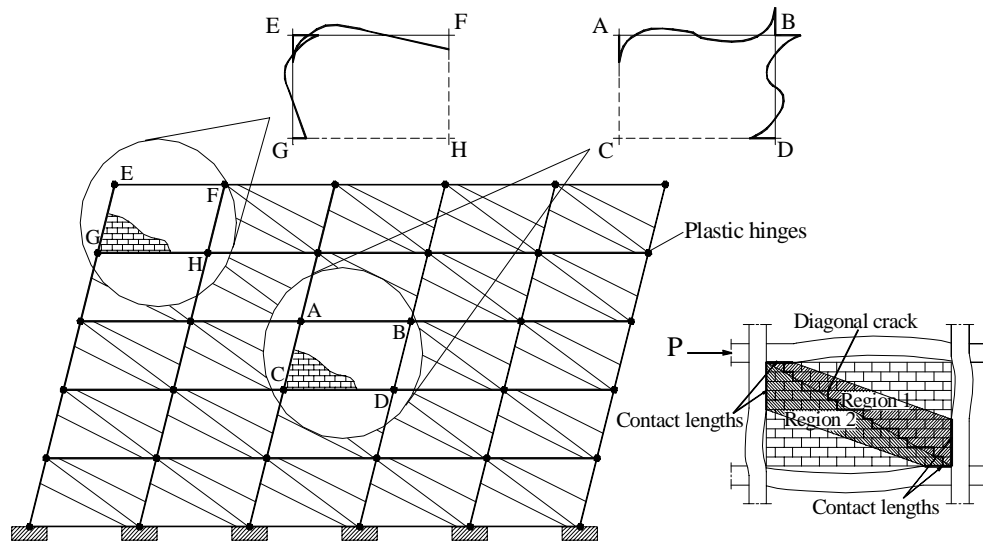 E
F
G
H
A
B
C
D
E
F
G
H
Plastic hinges
A
B
C
D
Diagonal crack
P
Region 1
Contact lengths
Region 2
Contact lengths